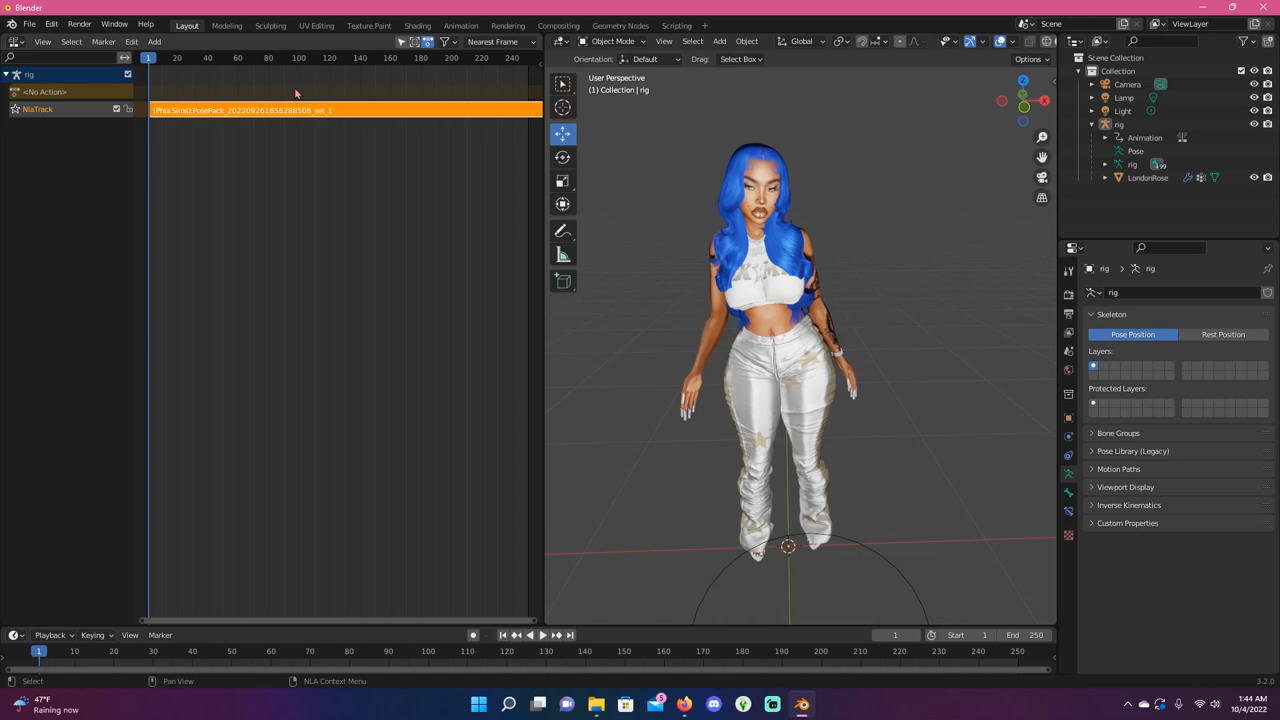 Blender
File Edit Render Window Help Layout Modeling Sculpting UV Editing Texture Paint Shading Animation Rendering Compositing Geometry Nodes Scripting + Scene ViewLayer
View Select Marker Edit Add Nearest Frame Object Mode View Select Add Object Global
1 20 40 60 80 100 120 140 160 180 200 220 240
Orientation: Default Drag: Select Box Options
rig
<No Action>
NlaTrack
[Phia.Sims]:PosePack_202209261856288508_set_1
User Perspective
(1) Collection | rig
X
Scene Collection
Collection
Camera
Lamp
Light
rig
Animation
Pose
rig 99
LondonRose
rig rig
rig
Skeleton
Pose Position Rest Position
Layers:
Protected Layers:
Bone Groups
Pose Library (Legacy)
Motion Paths
Viewport Display
Inverse Kinematics
Custom Properties
Playback Keying View Marker 1 Start 1 End 250
1 10 20 30 40 50 60 70 80 90 100 110 120 130 140 150 160 170 180 190 200 210 220 230 240 250
Select Pan View NLA Context Menu 3.2.0
47°F
Raining now
5
1:44 AM
10/4/2022